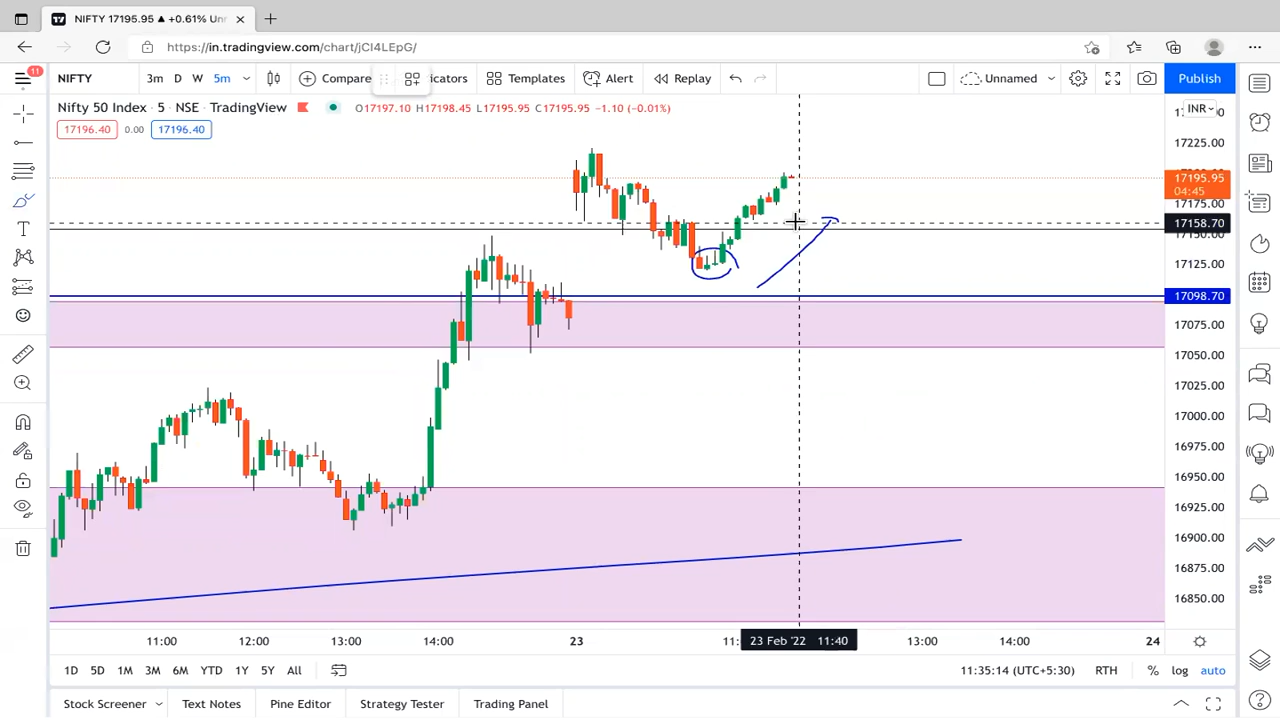 NIFTY 17195.95 ▲ +0.61% Unr
https://in.tradingview.com/chart/jCI4LEpG/
11
NIFTY 3m D W 5m Compare icators Templates Alert Replay Unnamed Publish
Nifty 50 Index · 5 · NSE · TradingView O17197.10 H17198.45 L17195.95 C17195.95 -1.10 (-0.01%)
INR
17196.40 0.00 17196.40
17225.00
17195.95
04:45
17175.00
17158.70
17150.00
17125.00
17098.70
17075.00
17050.00
17025.00
17000.00
16975.00
16950.00
16925.00
16900.00
16875.00
16850.00
11:00 12:00 13:00 14:00 23 11: 23 Feb '22 11:40 13:00 14:00 24
1D 5D 1M 3M 6M YTD 1Y 5Y All 11:35:14 (UTC+5:30) RTH % log auto
Stock Screener Text Notes Pine Editor Strategy Tester Trading Panel